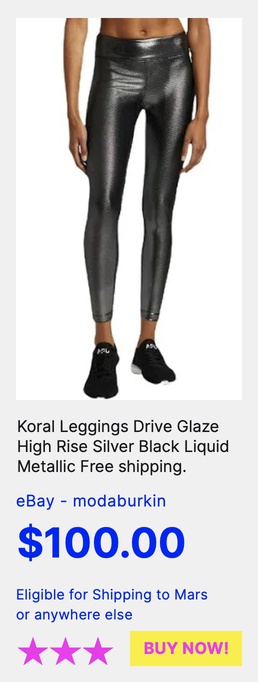 APL
Koral Leggings Drive Glaze
High Rise Silver Black Liquid
Metallic Free shipping.
eBay - modaburkin
$100.00
Eligible for Shipping to Mars
or anywhere else
BUY NOW!